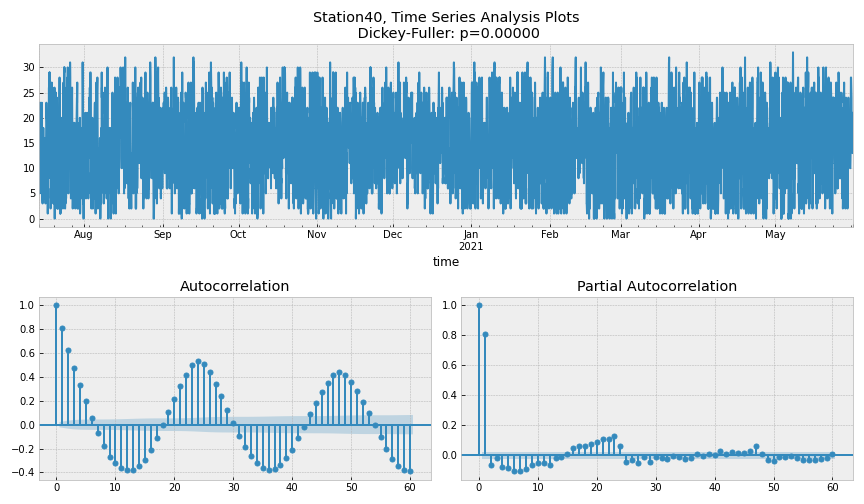 Station40, Time Series Analysis Plots
Dickey-Fuller: p=0.00000
30
25
20
15
10
5
0
Aug Sep Oct Nov Dec Jan Feb Mar Apr May
2021
time
Autocorrelation Partial Autocorrelation
1.0 1.0
0.8 0.8
0.6 0.6
0.4 0.4
0.2 0.2
0.0 0.0
−0.2
−0.4
0 10 20 30 40 50 60 0 10 20 30 40 50 60